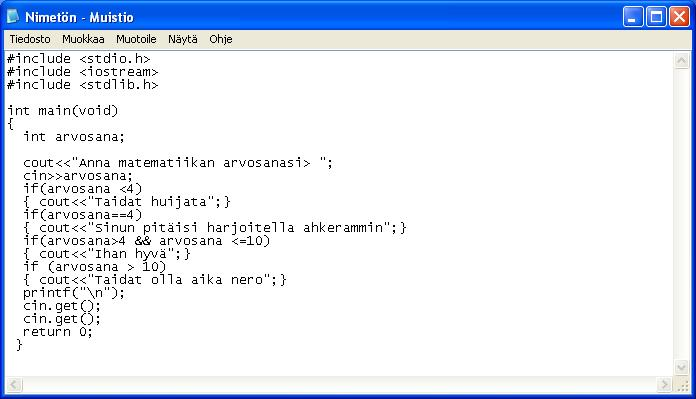 Nimetön - Muistio
Tiedosto Muokkaa Muotoile Näytä Ohje
#include <stdio.h>
#include <iostream>
#include <stdlib.h>

int main(void)
{
  int arvosana;

  cout<<"Anna matematiikan arvosanasi> ";
  cin>>arvosana;
  if(arvosana <4)
  { cout<<"Taidat huijata";}
  if(arvosana==4)
  { cout<<"Sinun pitäisi harjoitella ahkerammin";}
  if(arvosana>4 && arvosana <=10)
  { cout<<"Ihan hyvä";}
  if (arvosana > 10)
  { cout<<"Taidat olla aika nero";}
  printf("\n");
  cin.get();
  cin.get();
  return 0;
 }